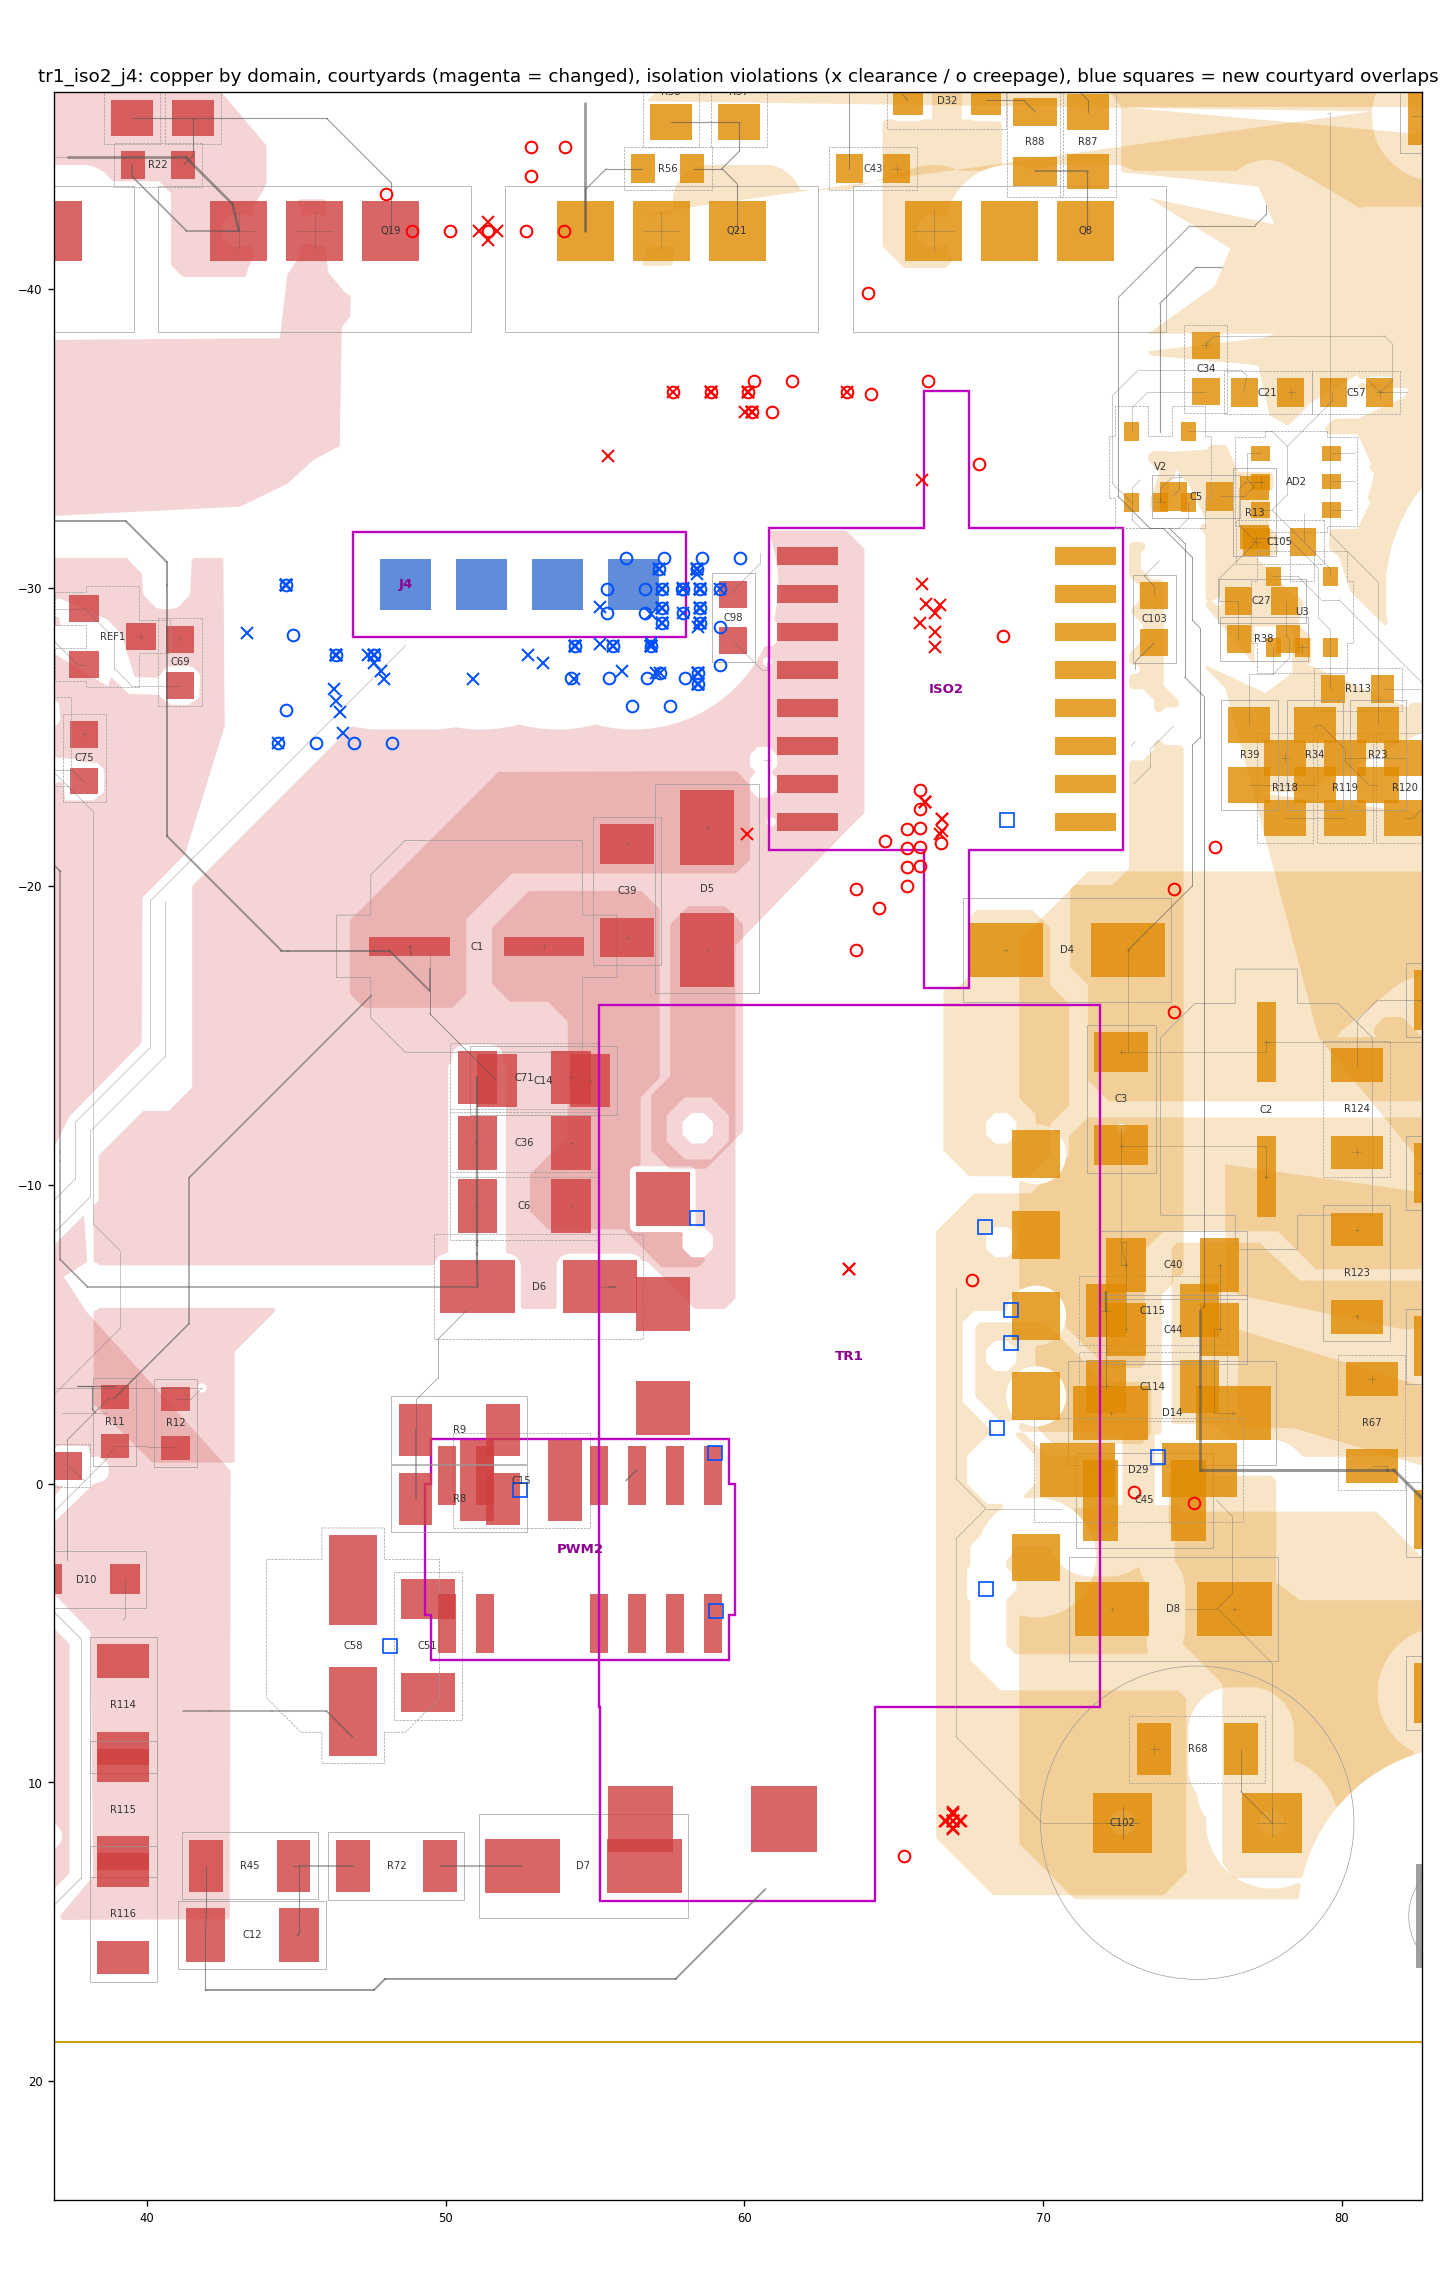 tr1_iso2_j4: copper by domain, courtyards (magenta = changed), isolation violations (x clearance / o creepage), blue squares = new courtyard overlaps
D32
R88
R87
R22
R56
C43
Q19
Q21
Q8
−40
C34
C21
C57
V2
AD2
C5
R13
C105
J4
−30
C98
C103
C27
U3
REF1
R38
C69
ISO2
R113
C75
R39
R34
R23
R118
R119
R120
−20
C39
D5
C1
D4
C71
C14
C3
C2
R124
C36
−10
C6
D6
C40
R123
C115
C44
TR1
C114
D14
R11
R12
R9
R67
0
C15
R8
D29
C45
PWM2
D10
D8
C58
C51
R114
R68
10
R115
C102
R45
R72
D7
R116
C12
20
40
50
60
70
80